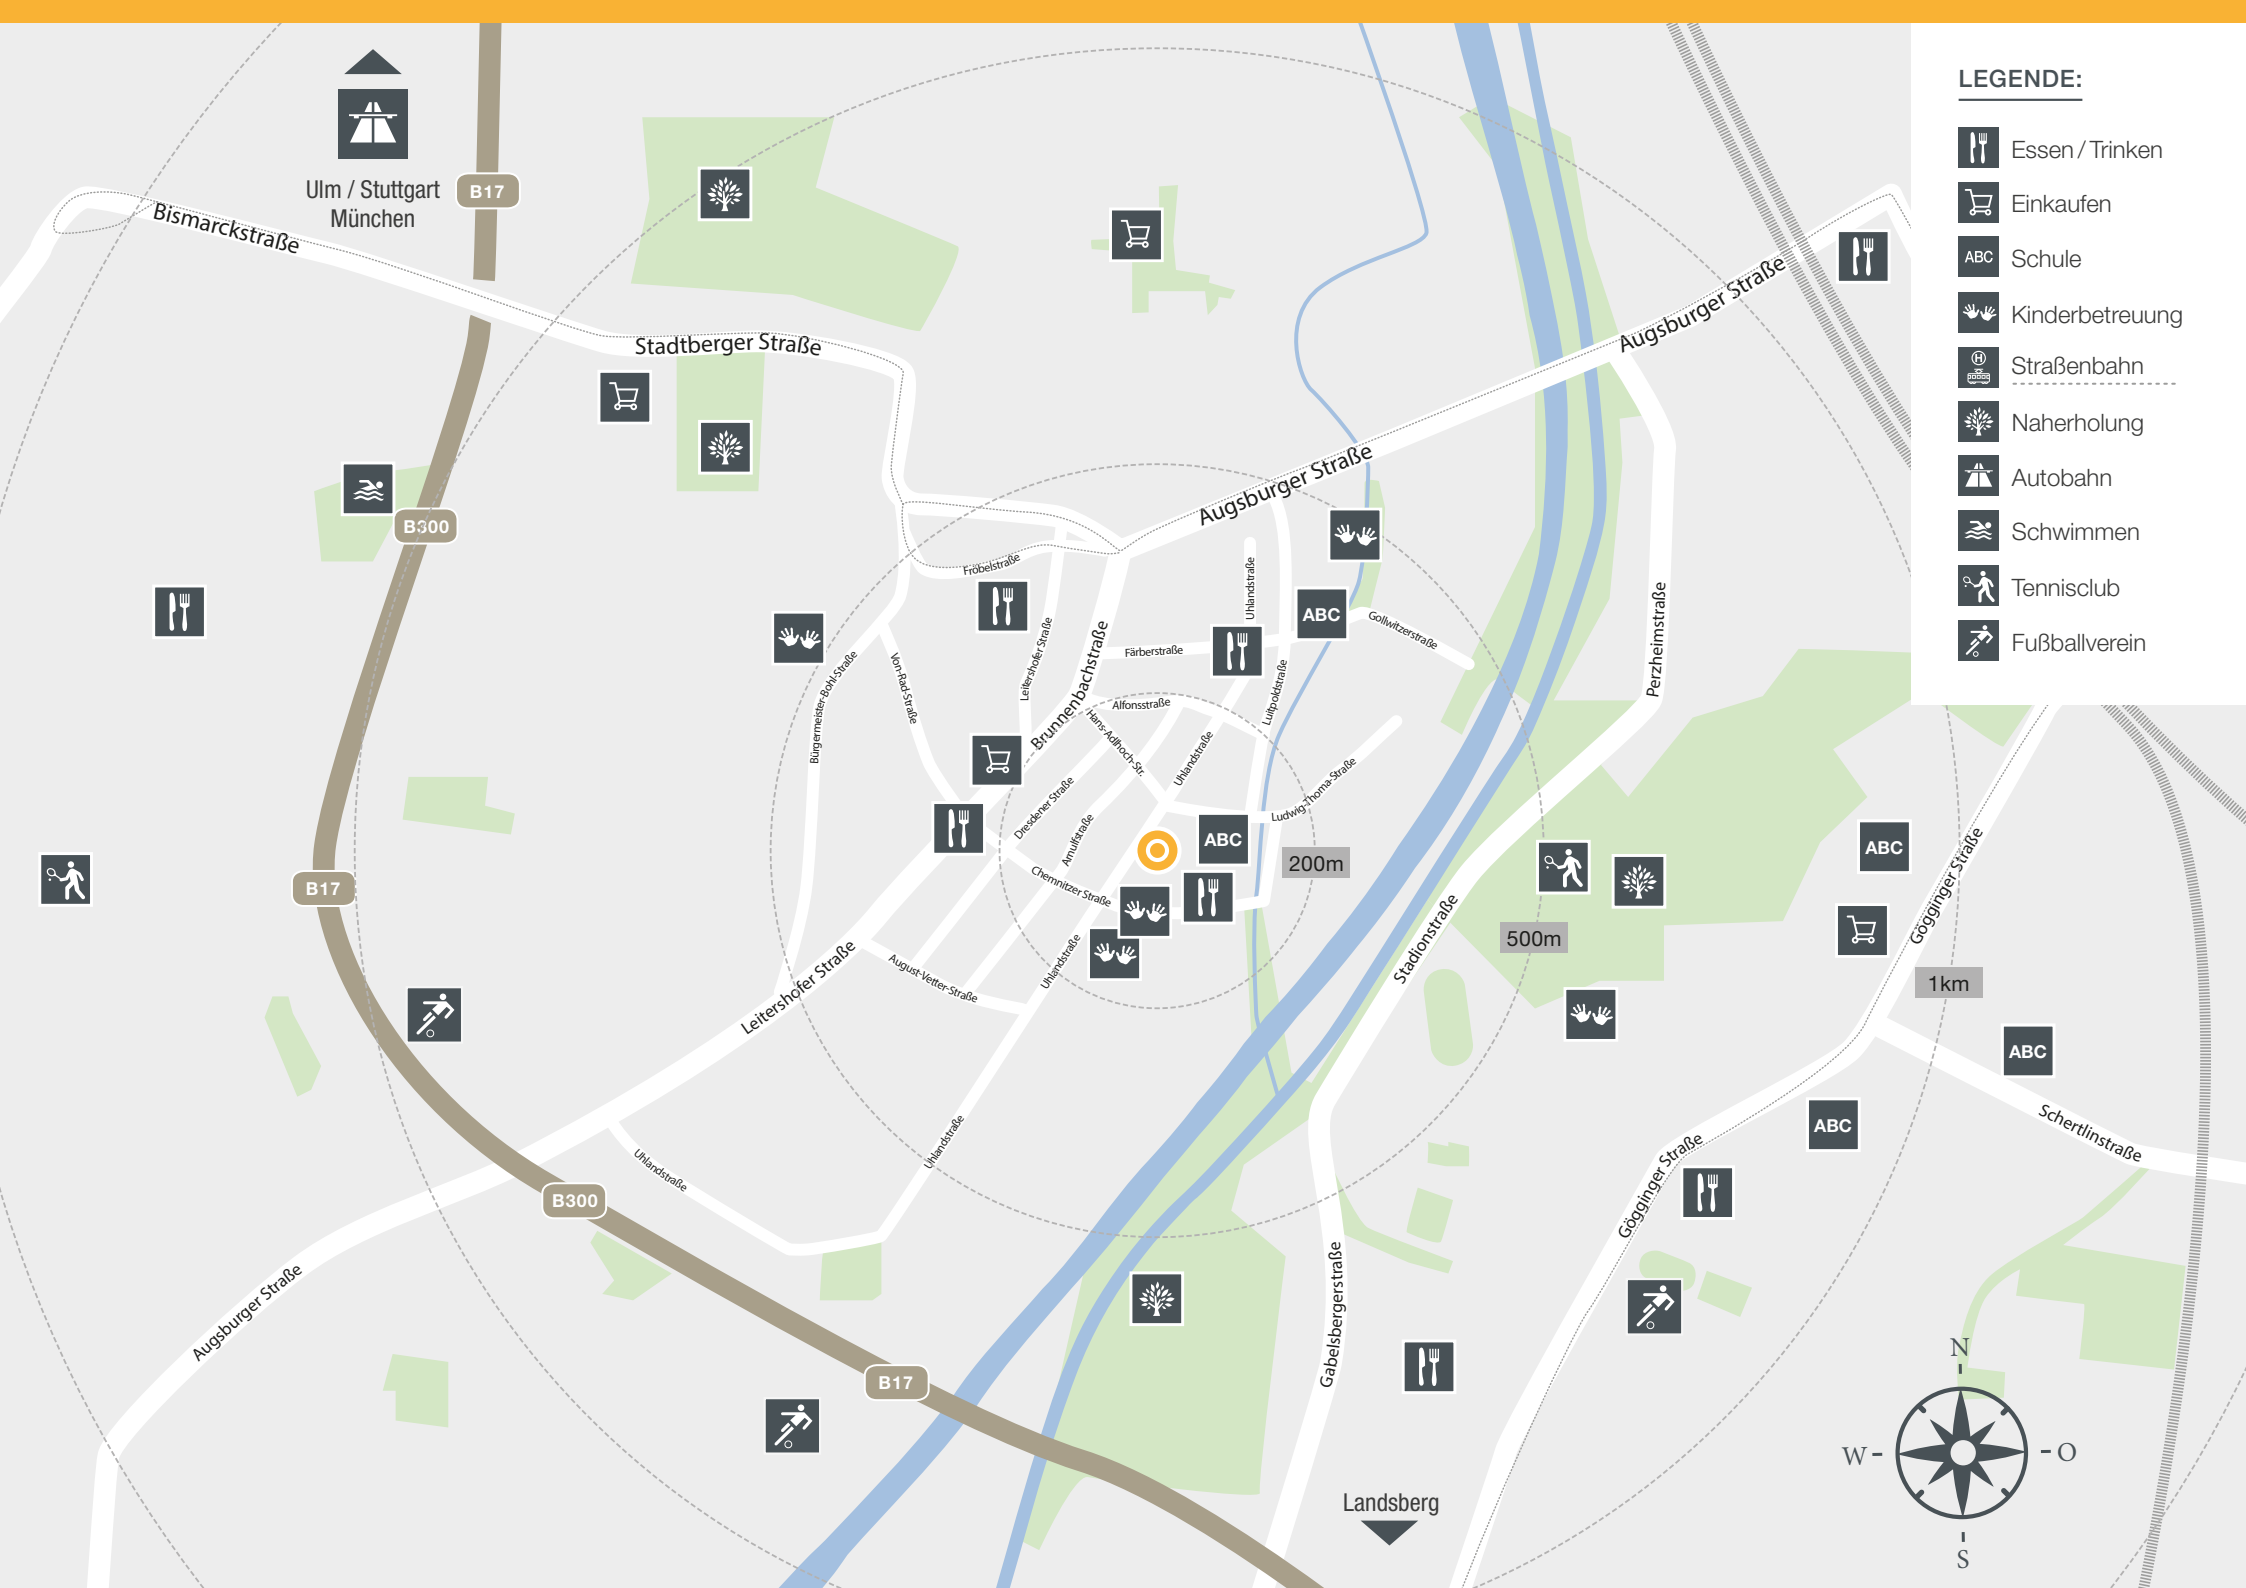 Ulm / Stuttgart
München
B17
Bismarckstraße
Stadtberger Straße
Augsburger Straße
Augsburger Straße
B300
Fröbelstraße
Leitershofer Straße
Brunnenbachstraße
Uhlandstraße
ABC
Gollwitzerstraße
Färberstraße
Perzheimstraße
Bürgermeister-Bohl-Straße
Von-Rad-Straße
Alfonsstraße
Hans-Adlhoch-Str.
Uhlandstraße
Luitpoldstraße
Ludwig-Thoma-Straße
Dresdener Straße
Arnulfstraße
Chemnitzer Straße
ABC
200m
B17
ABC
Gögginger Straße
Stadionstraße
500m
1km
Leitershofer Straße
August-Vetter-Straße
Uhlandstraße
ABC
ABC
Schertlinstraße
Gögginger Straße
Uhlandstraße
Uhlandstraße
B300
Augsburger Straße
Gabelsbergerstraße
B17
Landsberg
N
W
O
S
LEGENDE:
Essen / Trinken
Einkaufen
ABC
Schule
Kinderbetreuung
H
Straßenbahn
Naherholung
Autobahn
Schwimmen
Tennisclub
Fußballverein